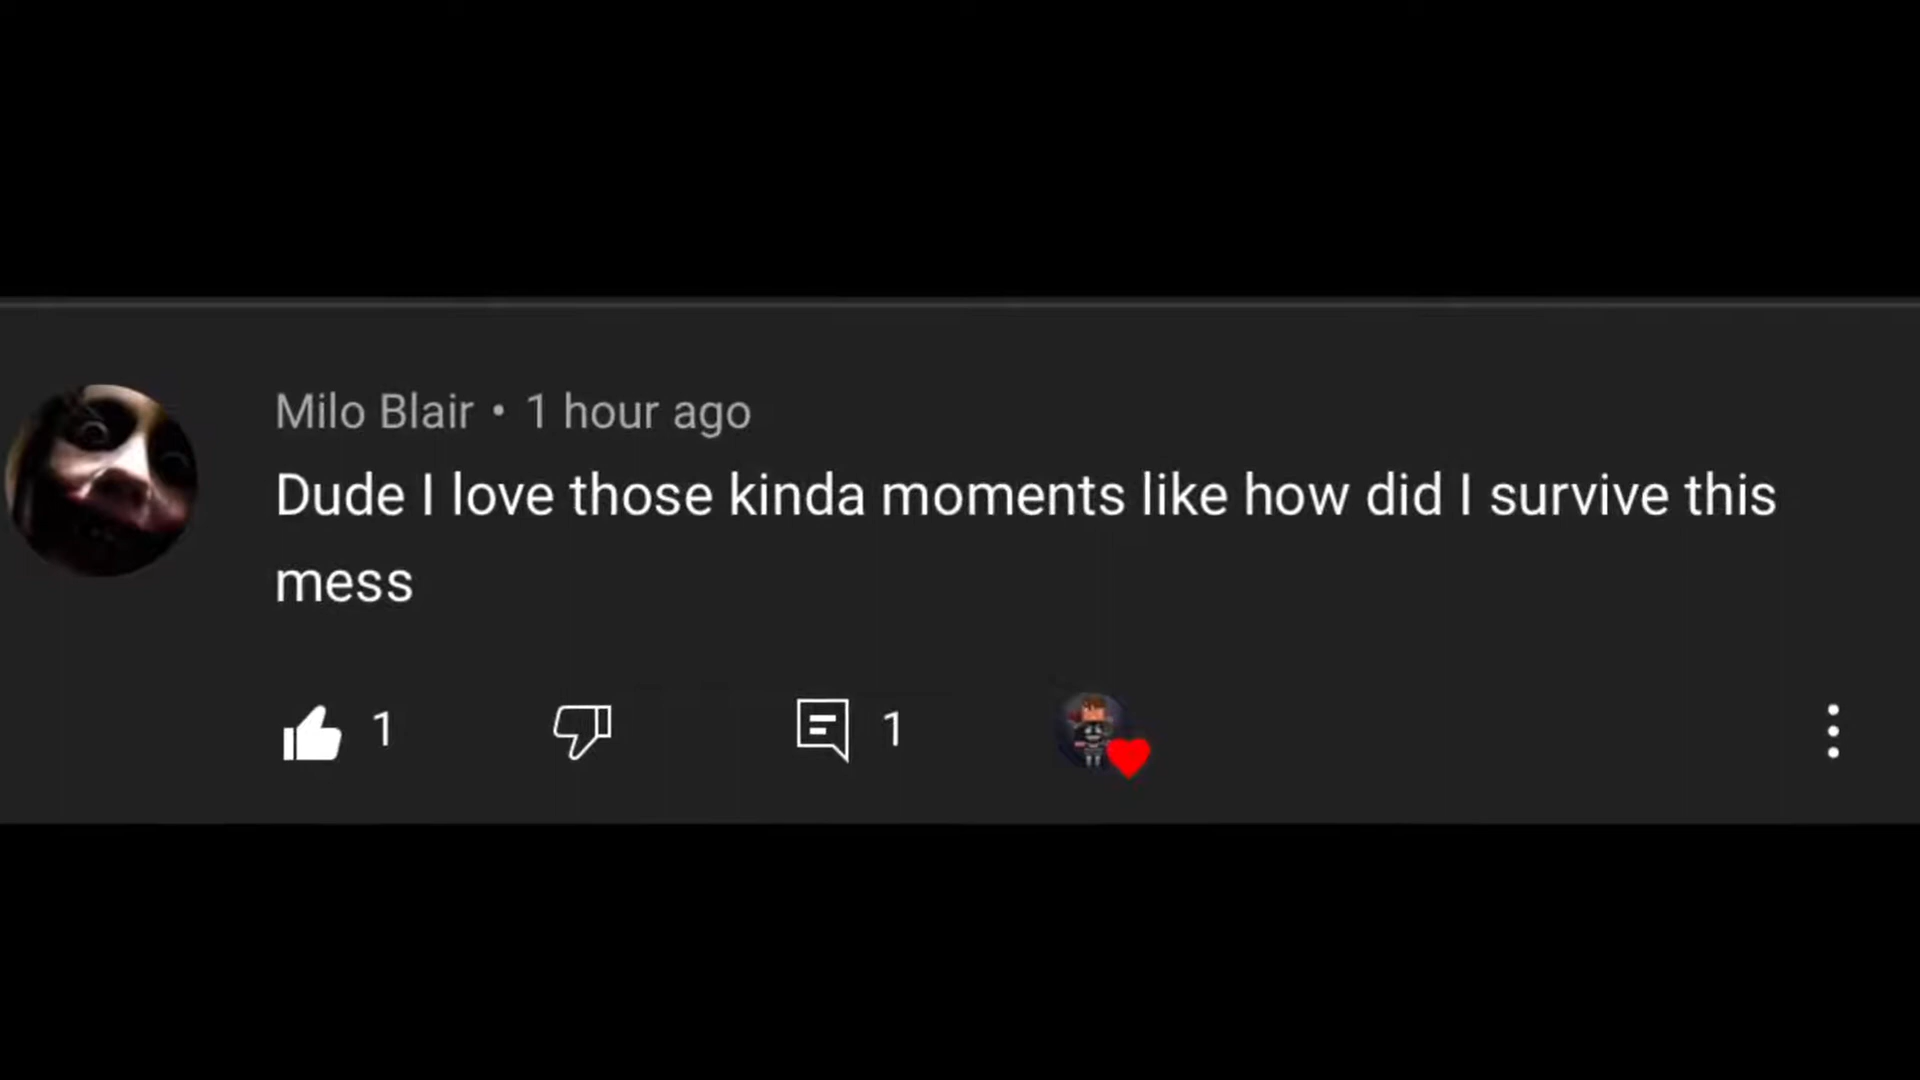 Milo Blair • 1 hour ago
Dude I love those kinda moments like how did I survive this
mess
1 1